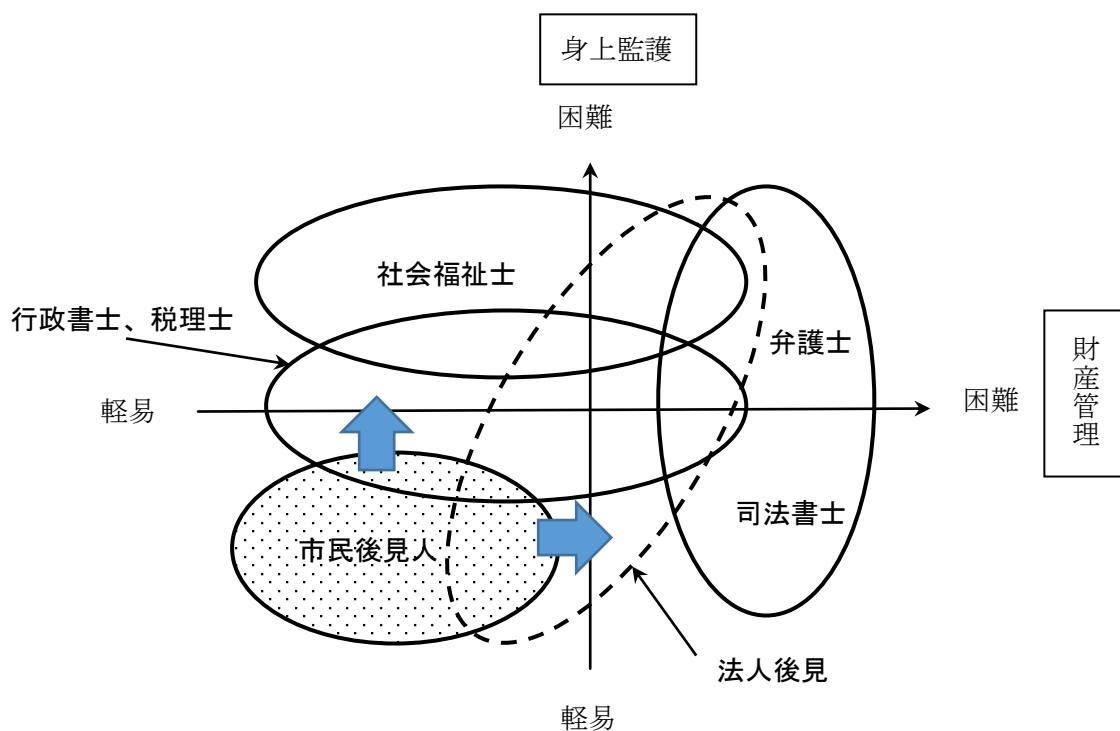 身上監護
困難
社会福祉士
行政書士、税理士
弁護士
財産管理
軽易
困難
司法書士
市民後見人
法人後見
軽易